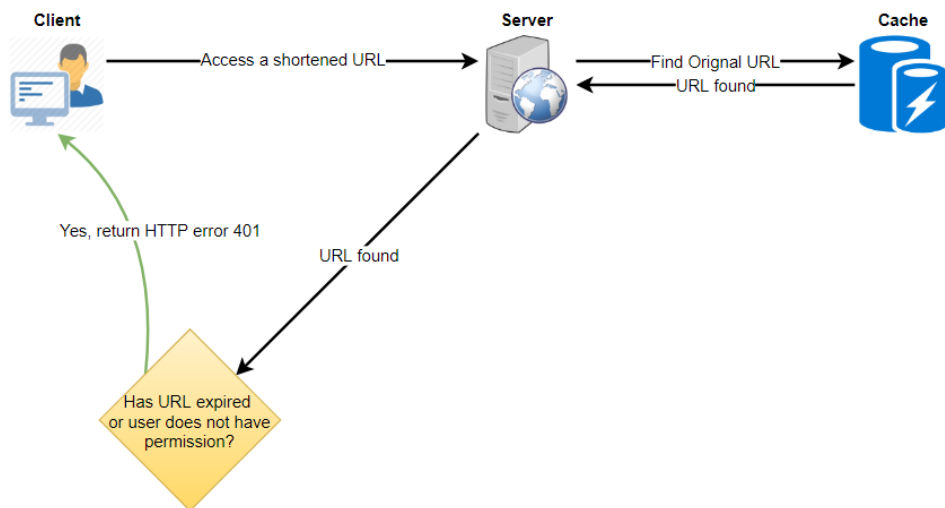 Client
Server
Cache
Access a shortened URL
Find Orignal URL
URL found
Yes, return HTTP error 401
URL found
Has URL expired
or user does not have
permission?